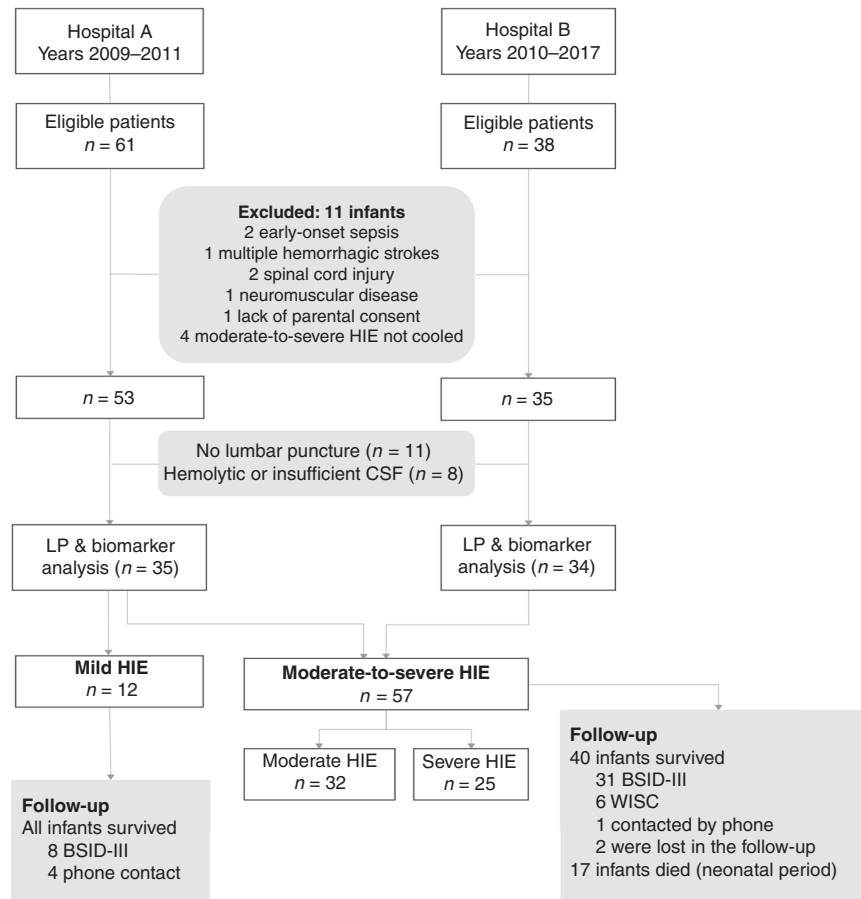 Hospital A
Years 2009–2011
Hospital B
Years 2010–2017
Eligible patients
n = 61
Eligible patients
n = 38
Excluded: 11 infants
2 early-onset sepsis
1 multiple hemorrhagic strokes
2 spinal cord injury
1 neuromuscular disease
1 lack of parental consent
4 moderate-to-severe HIE not cooled
n = 53
n = 35
No lumbar puncture (n = 11)
Hemolytic or insufficient CSF (n = 8)
LP & biomarker
analysis (n = 35)
LP & biomarker
analysis (n = 34)
Mild HIE
n = 12
Moderate-to-severe HIE
n = 57
Moderate HIE
n = 32
Severe HIE
n = 25
Follow-up
All infants survived
8 BSID-III
4 phone contact
Follow-up
40 infants survived
31 BSID-III
6 WISC
1 contacted by phone
2 were lost in the follow-up
17 infants died (neonatal period)